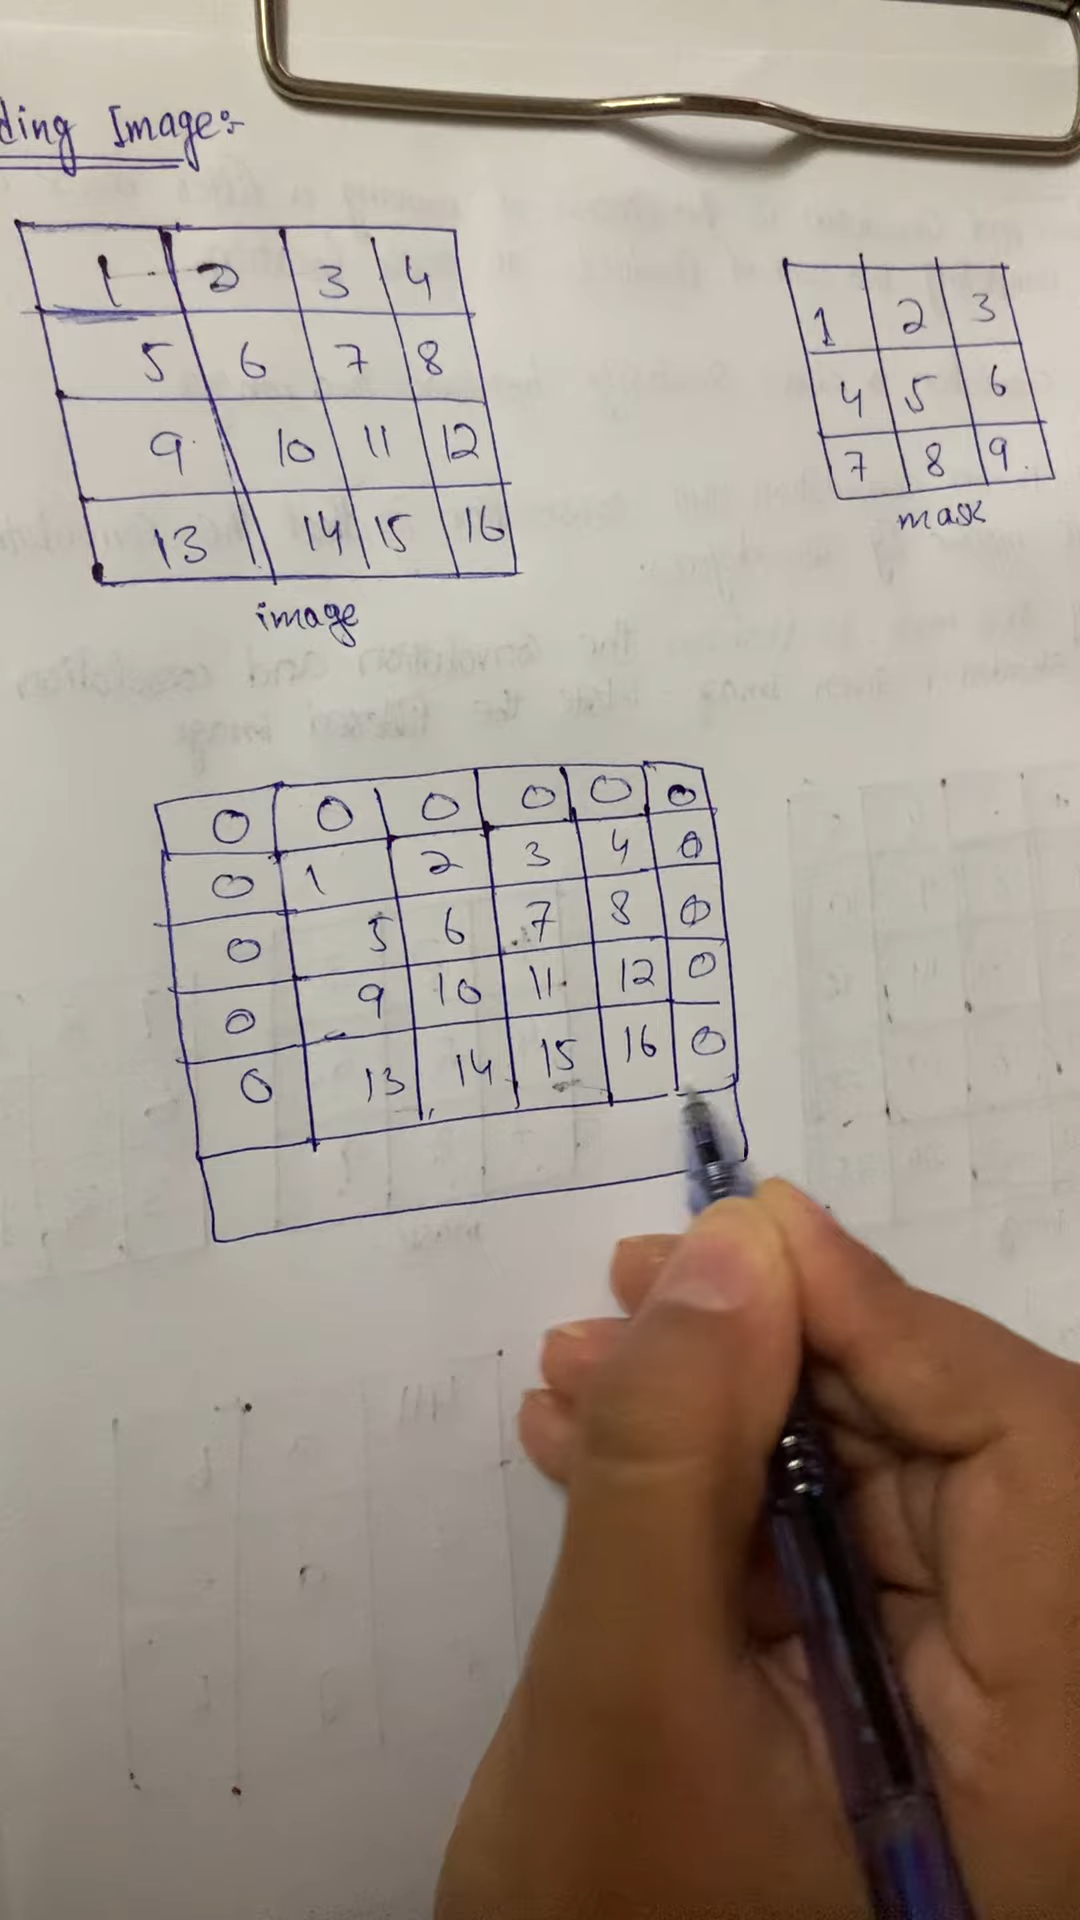 ding Image:-
1 2 3 4
5 6 7 8
9 10 11 12
13 14 15 16
image
1 2 3
4 5 6
7 8 9
mask
0 0 0 0 0 0
0 1 2 3 4 0
0 5 6 7 8 0
0 9 10 11 12 0
0 13 14 15 16 0